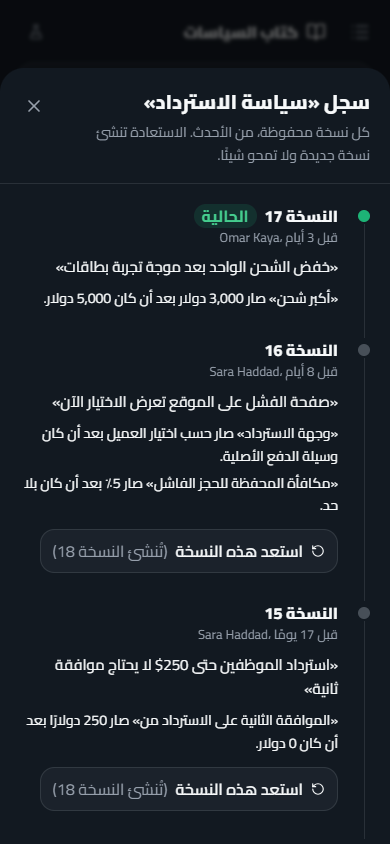 كتاب السياسات
سجل «سياسة الاسترداد»
كل نسخة محفوظة، من الأحدث. الاستعادة تنشئ
نسخة جديدة ولا تمحو شيئًا.
النسخة 17 الحالية
قبل 3 أيام ،Omar Kaya
«خفض الشحن الواحد بعد موجة تجربة بطاقات»
«أكبر شحن» صار 3,000 دولار بعد أن كان 5,000 دولار.
النسخة 16
قبل 8 أيام ،Sara Haddad
«صفحة الفشل على الموقع تعرض الاختيار الآن»
«وجهة الاسترداد» صار حسب اختيار العميل بعد أن كان
وسيلة الدفع الأصلية.
«مكافأة المحفظة للحجز الفاشل» صار 5٪ بعد أن كان بلا
حد.
استعد هذه النسخة (تُنشئ النسخة 18)
النسخة 15
قبل 17 يومًا ،Sara Haddad
«استرداد الموظفين حتى 250$ لا يحتاج موافقة
ثانية»
«الموافقة الثانية على الاسترداد من» صار 250 دولارًا بعد
أن كان 0 دولار.
استعد هذه النسخة (تُنشئ النسخة 18)